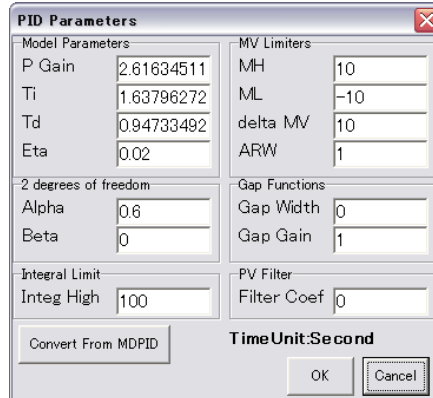 PID Parameters
Model Parameters
P Gain 2.61634511
Ti 1.63796272
Td 0.94733492
Eta 0.02
MV Limiters
MH 10
ML -10
delta MV 10
ARW 1
2 degrees of freedom
Alpha 0.6
Beta 0
Gap Functions
Gap Width 0
Gap Gain 1
Integral Limit
Integ High 100
PV Filter
Filter Coef 0
Convert From MDPID
TimeUnit:Second
OK Cancel